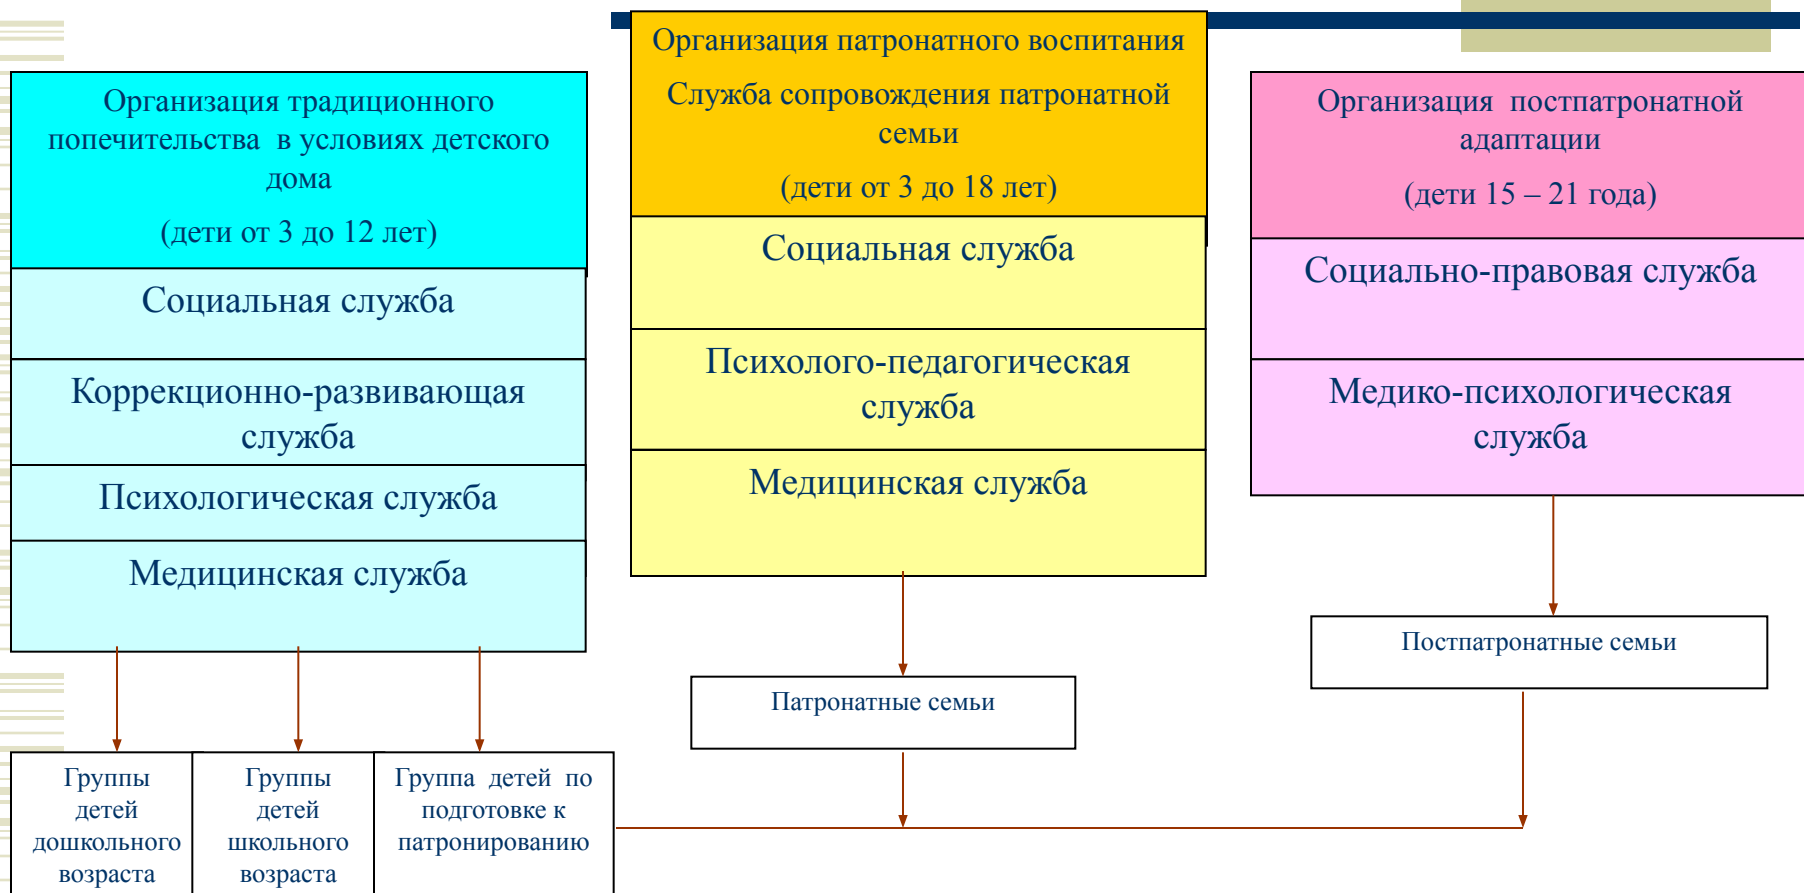 Организация традиционного
попечительства в условиях детского
дома
(дети от 3 до 12 лет)
Социальная служба
Коррекционно-развивающая
служба
Психологическая служба
Медицинская служба
Группы
детей
дошкольного
возраста
Группы
детей
школьного
возраста
Группа детей по
подготовке к
патронированию
Организация патронатного воспитания
Служба сопровождения патронатной
семьи
(дети от 3 до 18 лет)
Социальная служба
Психолого-педагогическая
служба
Медицинская служба
Патронатные семьи
Организация постпатронатной
адаптации
(дети 15 – 21 года)
Социально-правовая служба
Медико-психологическая
служба
Постпатронатные семьи